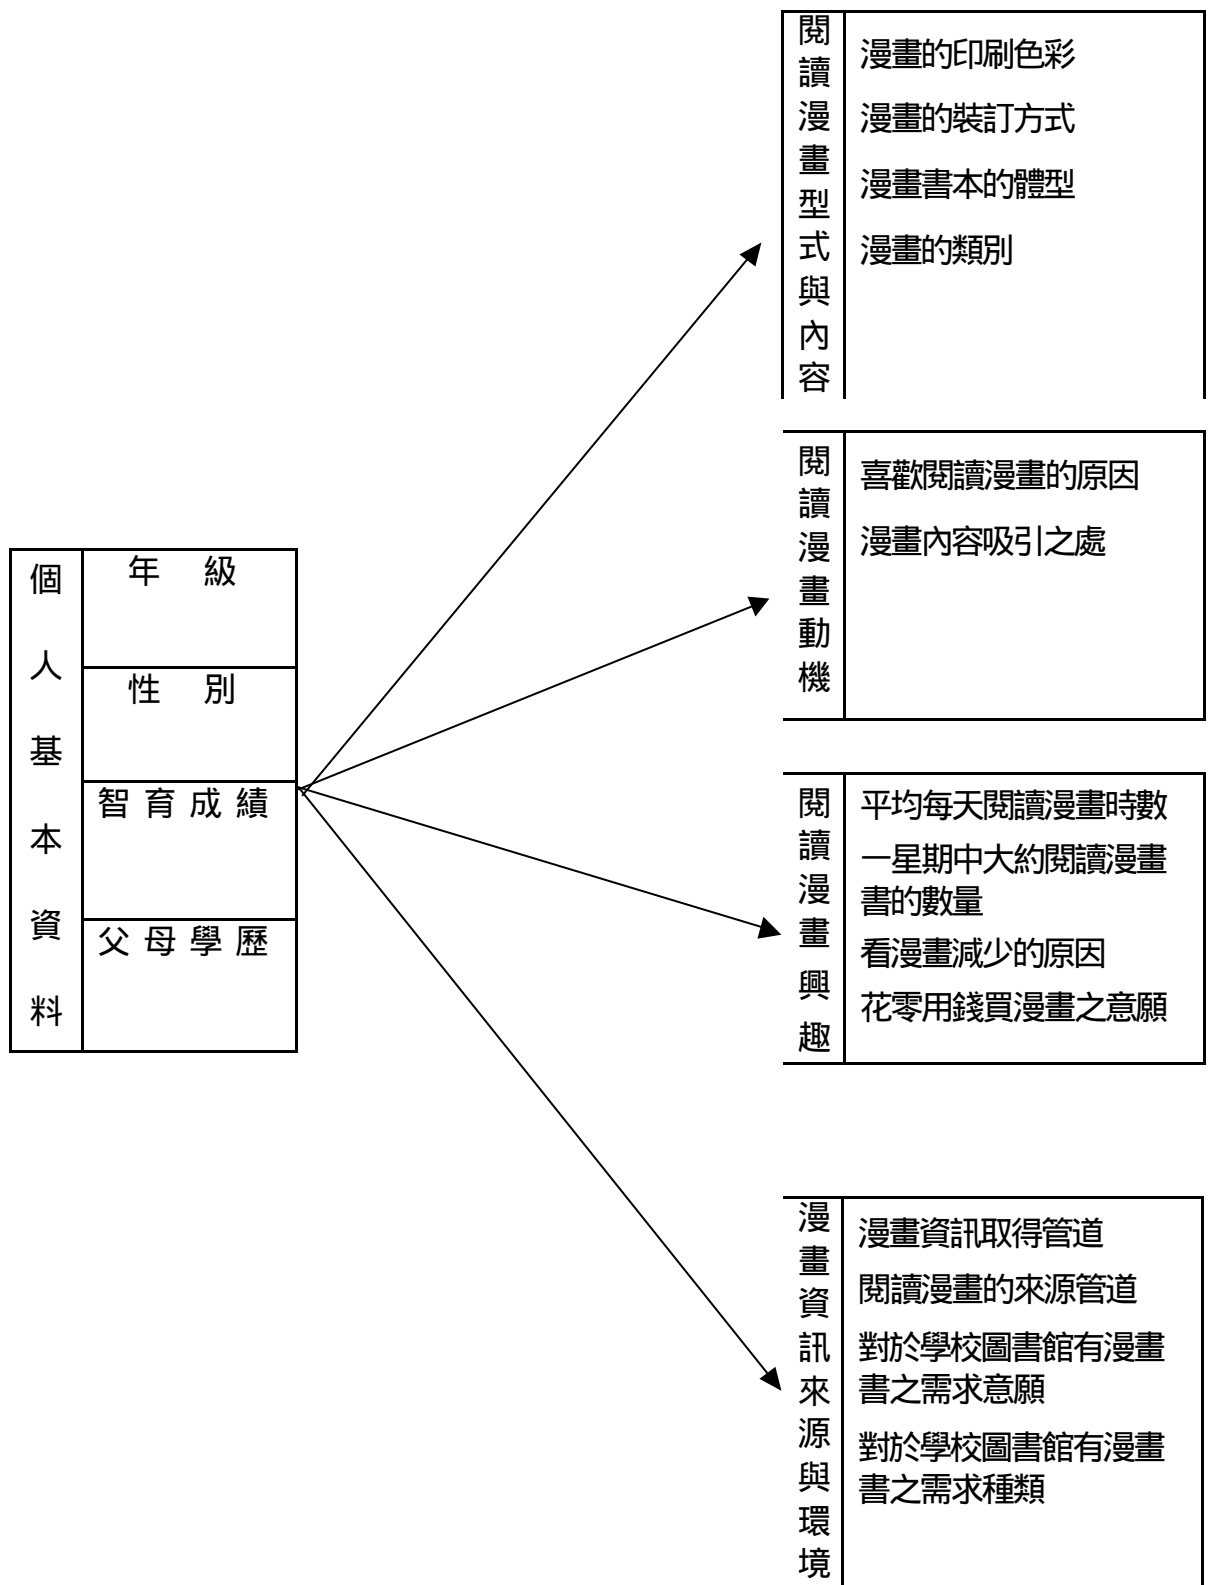 個人基本資料
年 級
性 別
智育成績
父母學歷
閱讀漫畫型式與內容
漫畫的印刷色彩
漫畫的裝訂方式
漫畫書本的體型
漫畫的類別
閱讀漫畫動機
喜歡閱讀漫畫的原因
漫畫內容吸引之處
閱讀漫畫興趣
平均每天閱讀漫畫時數
一星期中大約閱讀漫畫
書的數量
看漫畫減少的原因
花零用錢買漫畫之意願
漫畫資訊來源與環境
漫畫資訊取得管道
閱讀漫畫的來源管道
對於學校圖書館有漫畫
書之需求意願
對於學校圖書館有漫畫
書之需求種類